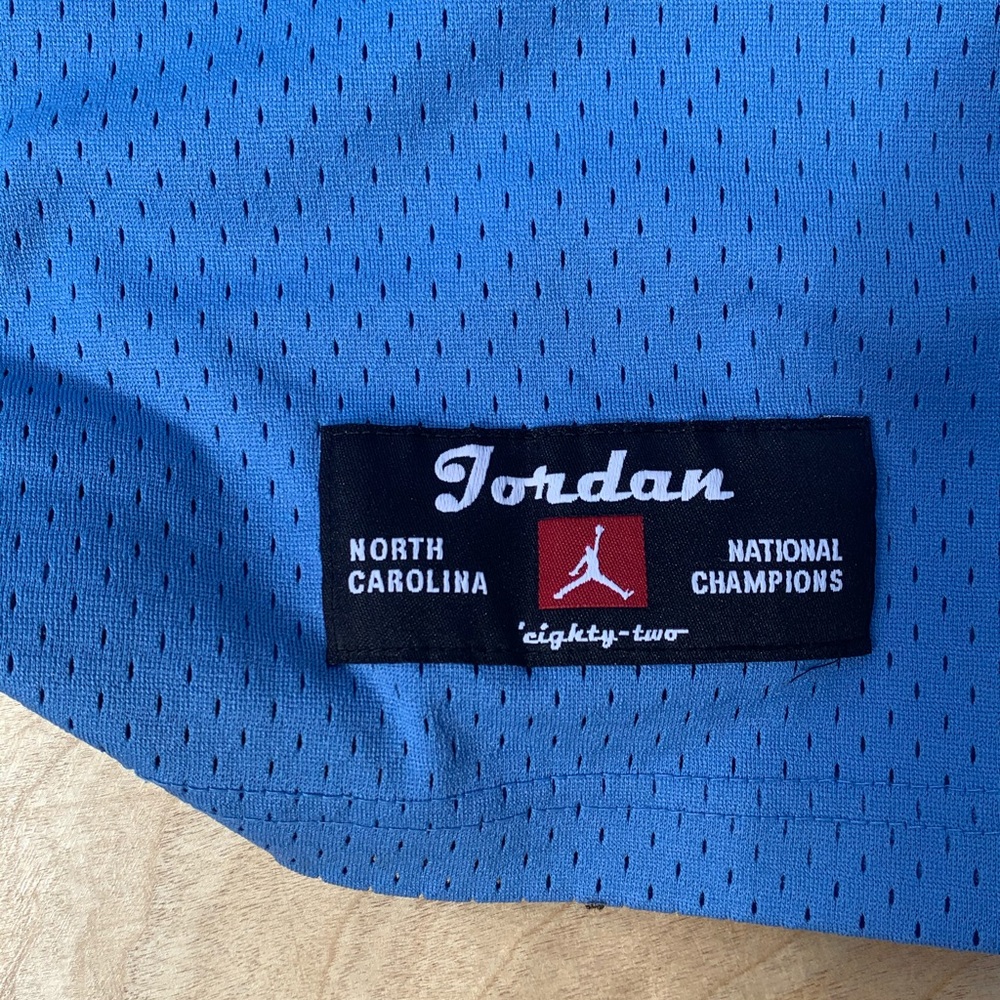 Jordan
NORTH
CAROLINA
NATIONAL
CHAMPIONS
'eighty-two